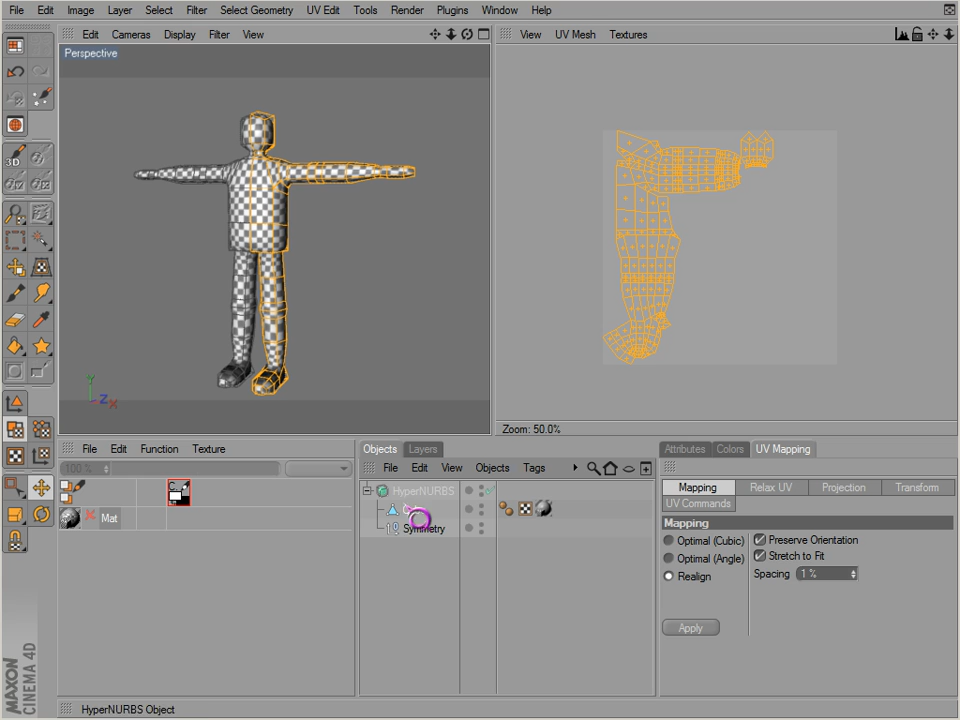 File Edit Image Layer Select Filter Select Geometry UV Edit Tools Render Plugins Window Help
Edit Cameras Display Filter View
View UV Mesh Textures
Perspective
3D
Y
Z X
Zoom: 50.0%
File Edit Function Texture
100 %
Mat
Objects Layers
File Edit View Objects Tags
HyperNURBS
Symmetry
Attributes Colors UV Mapping
Mapping Relax UV Projection Transform
UV Commands
Mapping
Optimal (Cubic) Preserve Orientation
Optimal (Angle) Stretch to Fit
Realign Spacing 1 %
Apply
MAXON
CINEMA 4D
HyperNURBS Object